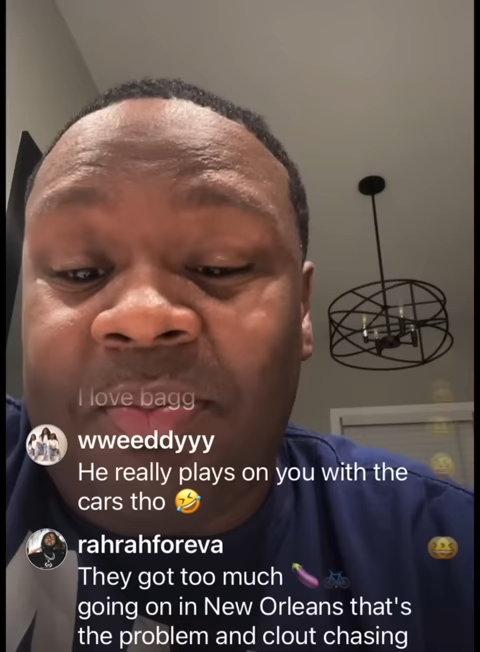 I love bagg
wweeddyyy
He really plays on you with the
cars tho 🤣
rahrahforeva
They got too much 🍆 🚲
going on in New Orleans that's
the problem and clout chasing